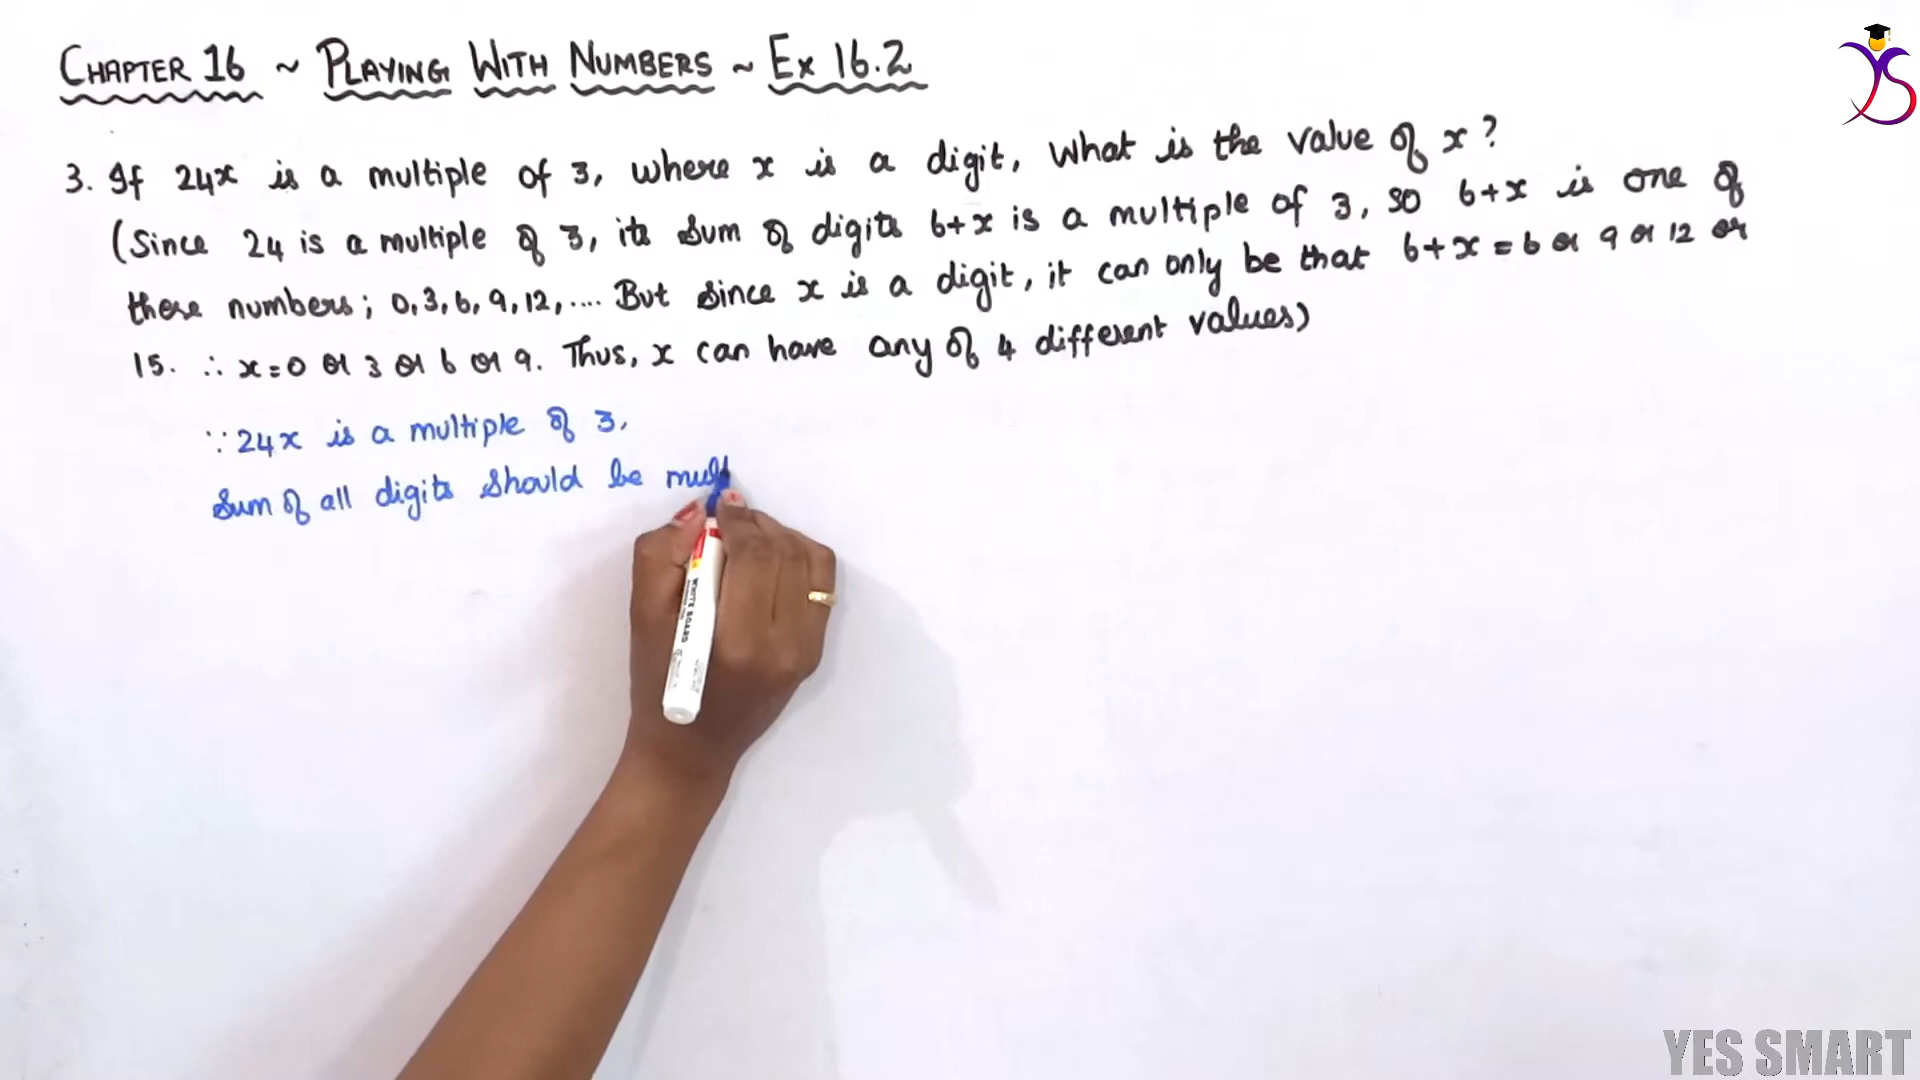 CHAPTER 16 ~ PLAYING WITH NUMBERS ~ EX 16.2
3. If 24x is a multiple of 3, where x is a digit, what is the value of x?
(Since 24 is a multiple of 3, its sum of digits 6+x is a multiple of 3, so 6+x is one of
these numbers; 0,3,6,9,12,.... But since x is a digit, it can only be that 6+x = 6 or 9 or 12 or
15. ∴ x=0 or 3 or 6 or 9. Thus, x can have any of 4 different values)
∵ 24x is a multiple of 3,
Sum of all digits should be mul
WHITE BOARD
YES SMART